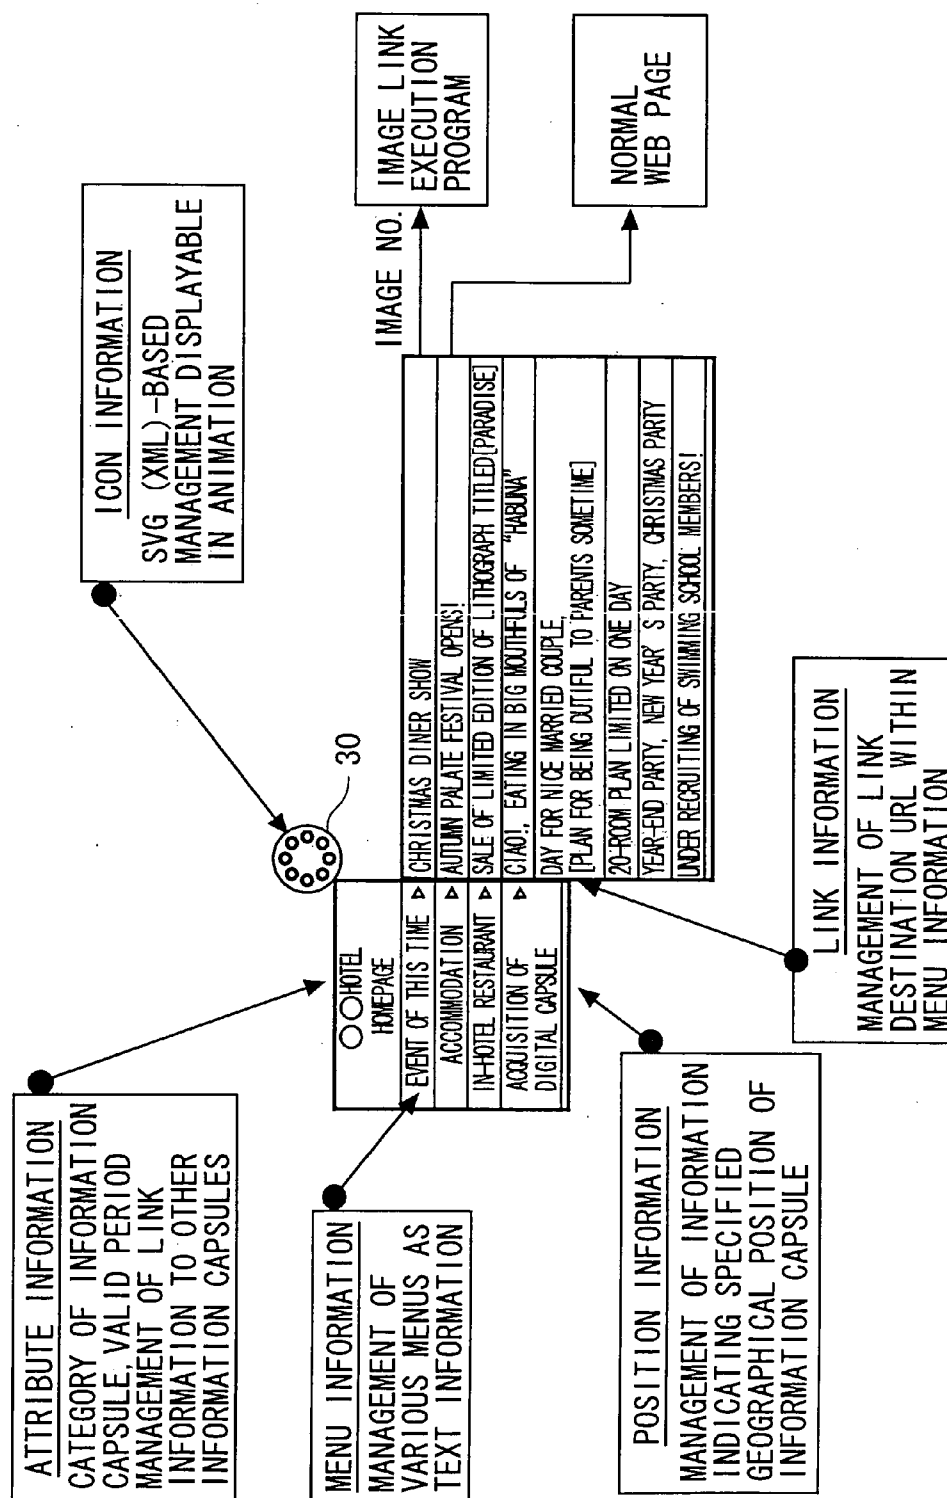 ATTRIBUTE INFORMATION
CATEGORY OF INFORMATION
CAPSULE, VALID PERIOD
MANAGEMENT OF LINK
INFORMATION TO OTHER
INFORMATION CAPSULES
ICON INFORMATION
SVG (XML)-BASED
MANAGEMENT DISPLAYABLE
IN ANIMATION
30
MENU INFORMATION
MANAGEMENT OF
VARIOUS MENUS AS
TEXT INFORMATION
○○HOTEL
HOMEPAGE
EVENT OF THIS TIME ▷
ACCOMMODATION ▷
IN-HOTEL RESTAURANT ▷
ACQUISITION OF ▷
DIGITAL CAPSULE
CHRISTMAS DINER SHOW
AUTUMN PALATE FESTIVAL OPENS!
SALE OF LIMITED EDITION OF LITHOGRAPH TITLED[PARADISE]
CIAO!, EATING IN BIG MOUTHFULS OF "HABUNA"
DAY FOR NICE MARRIED COUPLE
[PLAN FOR BEING DUTIFUL TO PARENTS SOMETIME]
20-ROOM PLAN LIMITED ON ONE DAY
YEAR-END PARTY, NEW YEAR'S PARTY, CHRISTMAS PARTY
UNDER RECRUITING OF SWIMMING SCHOOL MEMBERS!
IMAGE NO.
IMAGE LINK
EXECUTION
PROGRAM
NORMAL
WEB PAGE
POSITION INFORMATION
MANAGEMENT OF INFORMATION
INDICATING SPECIFIED
GEOGRAPHICAL POSITION OF
INFORMATION CAPSULE
LINK INFORMATION
MANAGEMENT OF LINK
DESTINATION URL WITHIN
MENU INFORMATION